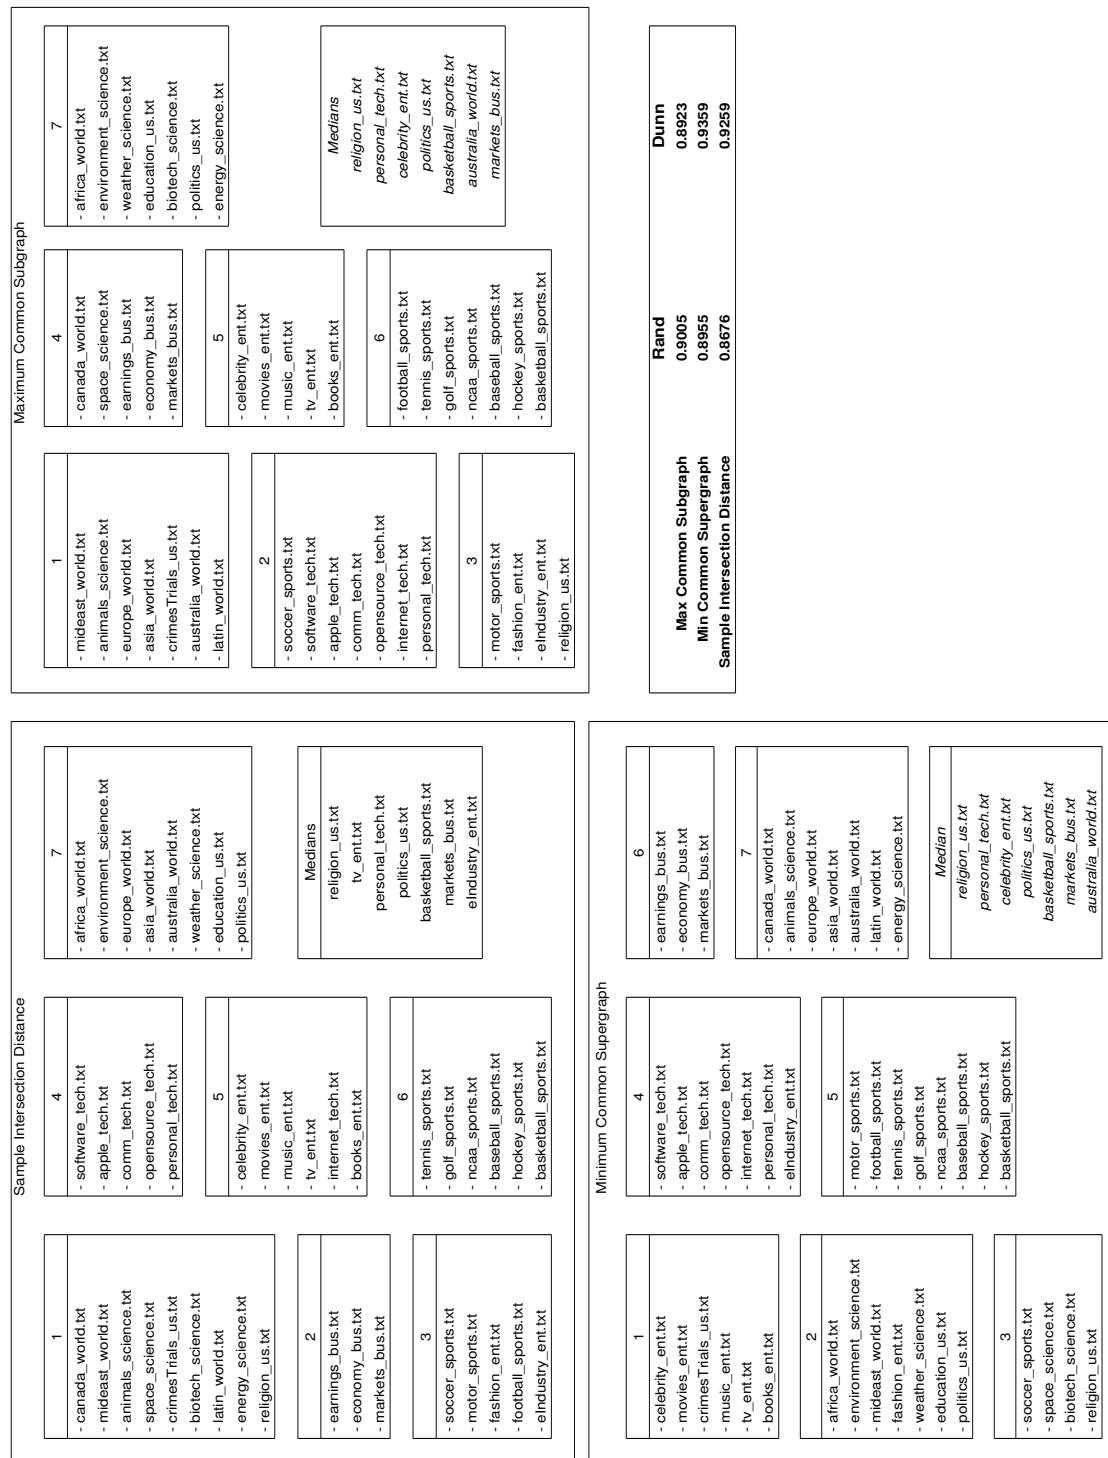 Sample Intersection Distance
1
- canada_world.txt
- mideast_world.txt
- animals_science.txt
- space_science.txt
- crimesTrials_us.txt
- biotech_science.txt
- latin_world.txt
- energy_science.txt
- religion_us.txt
2
- earnings_bus.txt
- economy_bus.txt
- markets_bus.txt
3
- soccer_sports.txt
- motor_sports.txt
- fashion_ent.txt
- football_sports.txt
- eIndustry_ent.txt
4
- software_tech.txt
- apple_tech.txt
- comm_tech.txt
- opensource_tech.txt
- personal_tech.txt
5
- celebrity_ent.txt
- movies_ent.txt
- music_ent.txt
- tv_ent.txt
- internet_tech.txt
- books_ent.txt
6
- tennis_sports.txt
- golf_sports.txt
- ncaa_sports.txt
- baseball_sports.txt
- hockey_sports.txt
- basketball_sports.txt
7
- africa_world.txt
- environment_science.txt
- europe_world.txt
- asia_world.txt
- australia_world.txt
- weather_science.txt
- education_us.txt
- politics_us.txt
Medians
religion_us.txt
tv_ent.txt
personal_tech.txt
politics_us.txt
basketball_sports.txt
markets_bus.txt
eIndustry_ent.txt
Maximum Common Subgraph
1
- mideast_world.txt
- animals_science.txt
- europe_world.txt
- asia_world.txt
- crimesTrials_us.txt
- australia_world.txt
- latin_world.txt
2
- soccer_sports.txt
- software_tech.txt
- apple_tech.txt
- comm_tech.txt
- opensource_tech.txt
- internet_tech.txt
- personal_tech.txt
3
- motor_sports.txt
- fashion_ent.txt
- eIndustry_ent.txt
- religion_us.txt
4
- canada_world.txt
- space_science.txt
- earnings_bus.txt
- economy_bus.txt
- markets_bus.txt
5
- celebrity_ent.txt
- movies_ent.txt
- music_ent.txt
- tv_ent.txt
- books_ent.txt
6
- football_sports.txt
- tennis_sports.txt
- golf_sports.txt
- ncaa_sports.txt
- baseball_sports.txt
- hockey_sports.txt
- basketball_sports.txt
7
- africa_world.txt
- environment_science.txt
- weather_science.txt
- education_us.txt
- biotech_science.txt
- politics_us.txt
- energy_science.txt
Medians
religion_us.txt
personal_tech.txt
celebrity_ent.txt
politics_us.txt
basketball_sports.txt
australia_world.txt
markets_bus.txt
Minimum Common Supergraph
1
- celebrity_ent.txt
- movies_ent.txt
- crimesTrials_us.txt
- music_ent.txt
- tv_ent.txt
- books_ent.txt
2
- africa_world.txt
- environment_science.txt
- mideast_world.txt
- fashion_ent.txt
- weather_science.txt
- education_us.txt
- politics_us.txt
3
- soccer_sports.txt
- space_science.txt
- biotech_science.txt
- religion_us.txt
4
- software_tech.txt
- apple_tech.txt
- comm_tech.txt
- opensource_tech.txt
- internet_tech.txt
- personal_tech.txt
- eIndustry_ent.txt
5
- motor_sports.txt
- football_sports.txt
- tennis_sports.txt
- golf_sports.txt
- ncaa_sports.txt
- baseball_sports.txt
- hockey_sports.txt
- basketball_sports.txt
6
- earnings_bus.txt
- economy_bus.txt
- markets_bus.txt
7
- canada_world.txt
- animals_science.txt
- europe_world.txt
- asia_world.txt
- australia_world.txt
- latin_world.txt
- energy_science.txt
Median
religion_us.txt
personal_tech.txt
celebrity_ent.txt
politics_us.txt
basketball_sports.txt
markets_bus.txt
australia_world.txt
Rand Dunn
Max Common Subgraph 0.9005 0.8923
Min Common Supergraph 0.8955 0.9359
Sample Intersection Distance 0.8676 0.9259